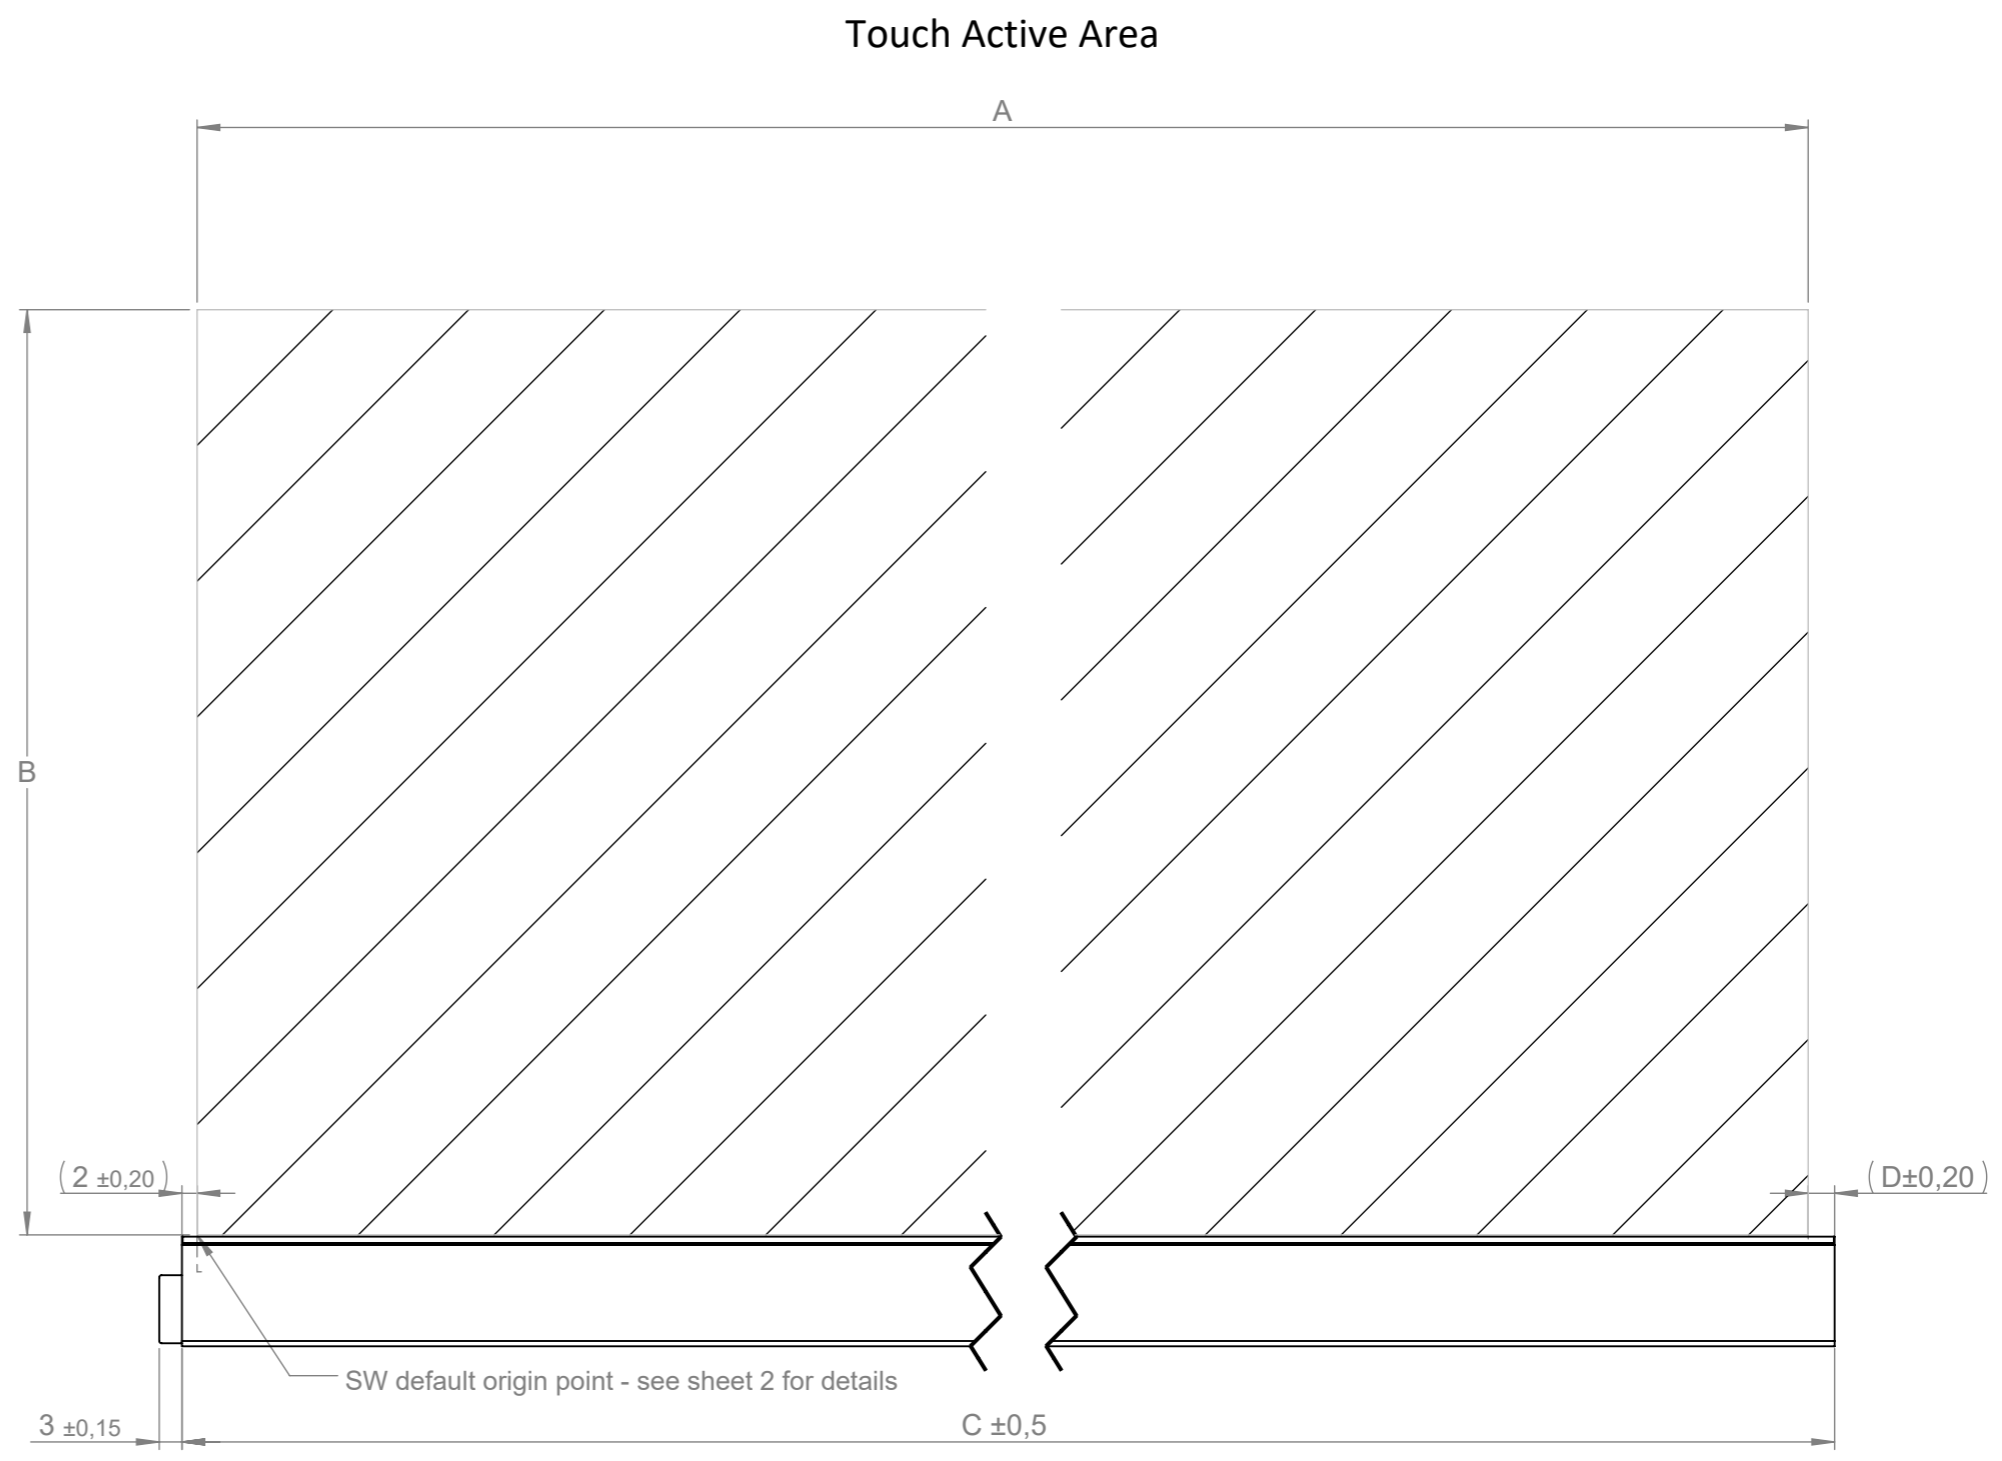 Touch Active Area
A
B
(2 ±0,20)
(D±0,20)
L
SW default origin point - see sheet 2 for details
3 ±0,15
C ±0,5